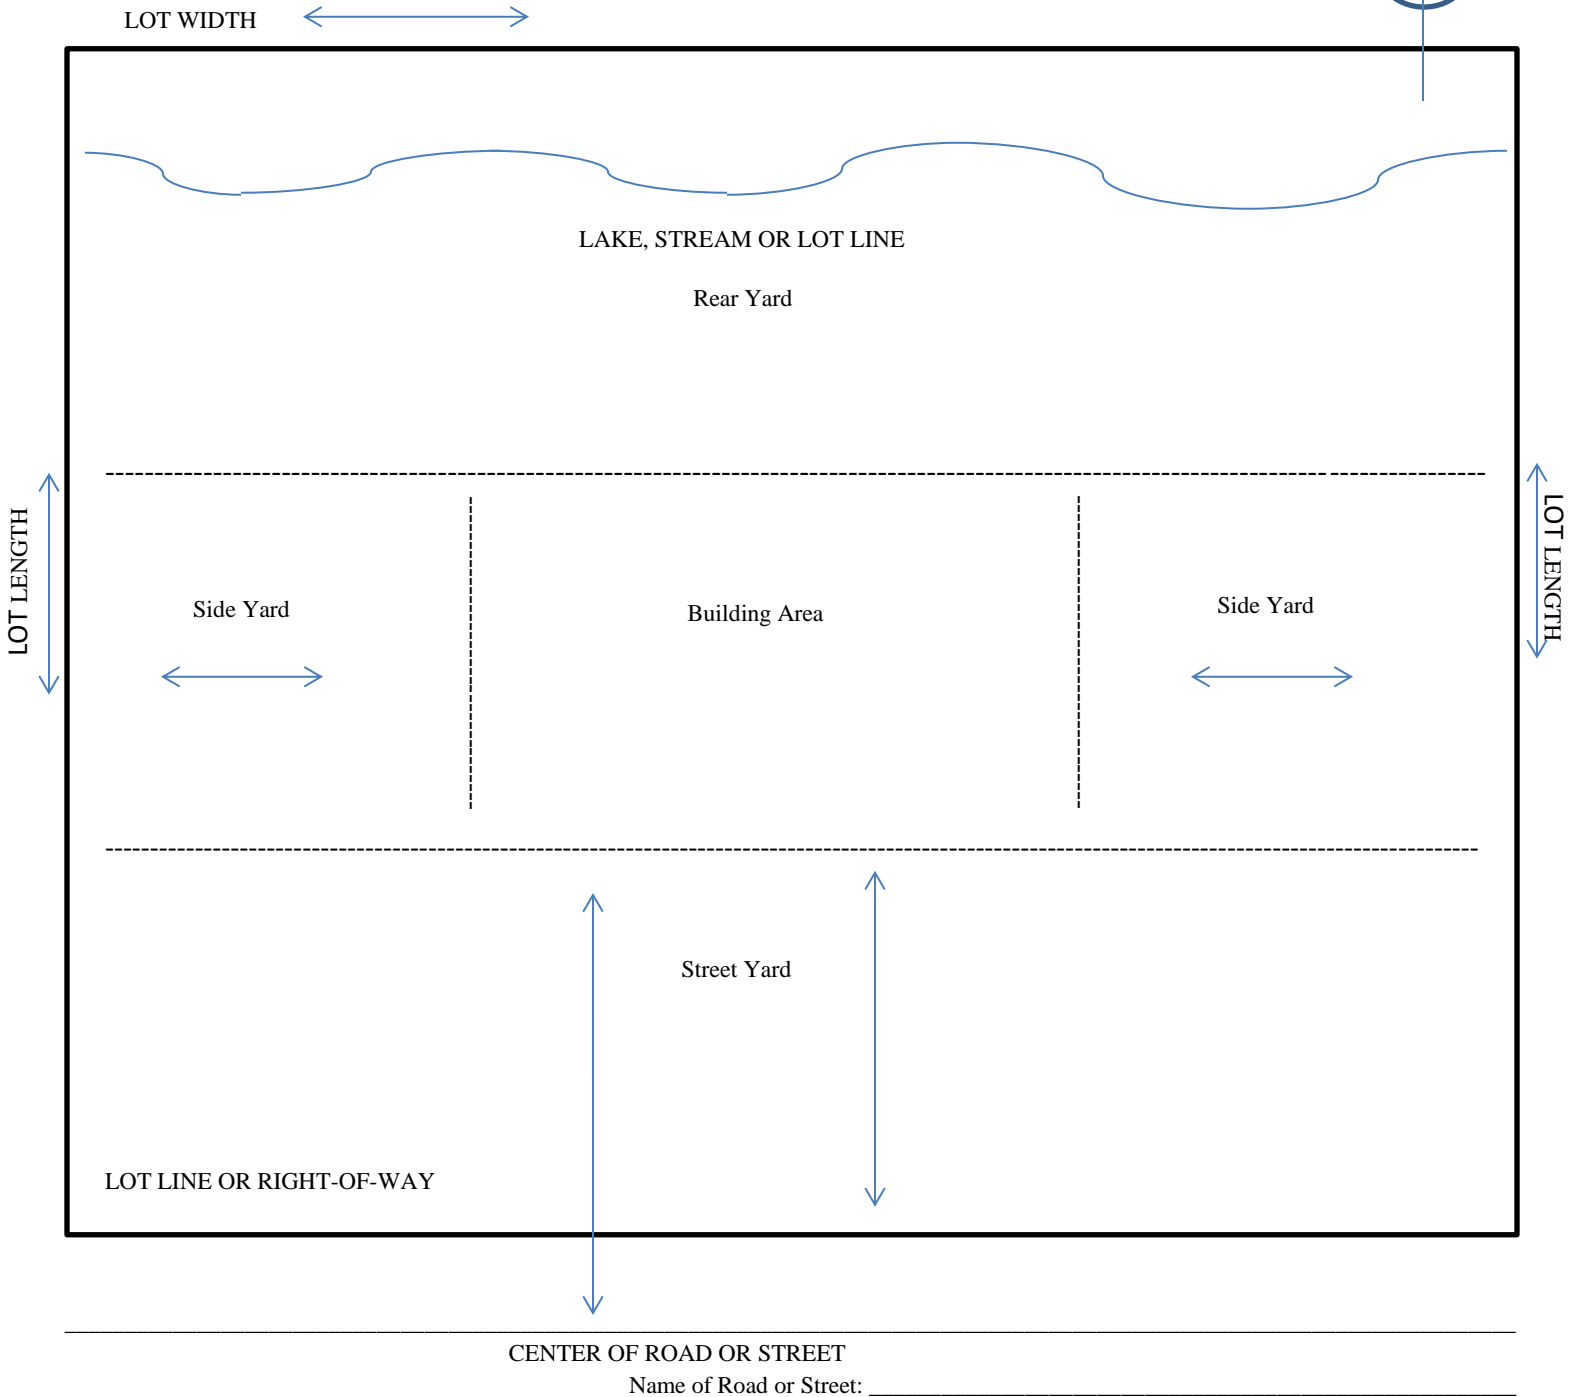 LOT WIDTH
LAKE, STREAM OR LOT LINE
Rear Yard
LOT LENGTH
LOT LENGTH
Side Yard
Building Area
Side Yard
Street Yard
LOT LINE OR RIGHT-OF-WAY
CENTER OF ROAD OR STREET
Name of Road or Street: